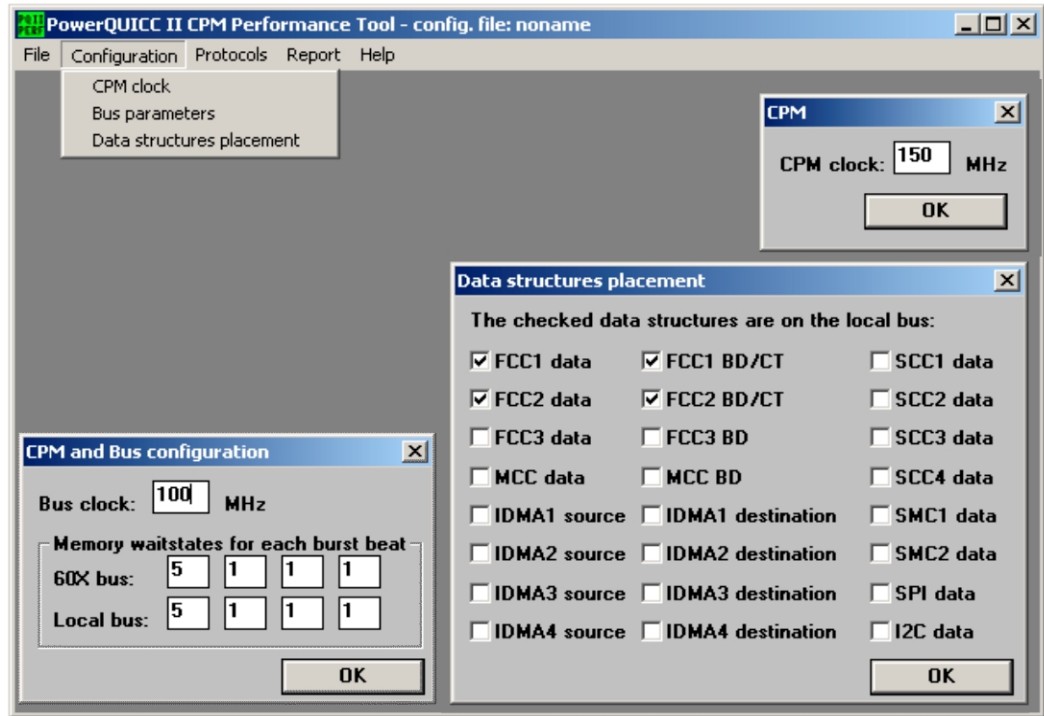 PQII PERF
PowerQUICC II CPM Performance Tool - config. file: noname
File Configuration Protocols Report Help
CPM clock
Bus parameters
Data structures placement
CPM
CPM clock: 150 MHz
OK
Data structures placement
The checked data structures are on the local bus:
FCC1 data FCC1 BD/CT SCC1 data
FCC2 data FCC2 BD/CT SCC2 data
FCC3 data FCC3 BD SCC3 data
MCC data MCC BD SCC4 data
IDMA1 source IDMA1 destination SMC1 data
IDMA2 source IDMA2 destination SMC2 data
IDMA3 source IDMA3 destination SPI data
IDMA4 source IDMA4 destination I2C data
OK
CPM and Bus configuration
Bus clock: 100 MHz
Memory waitstates for each burst beat
60X bus: 5 1 1 1
Local bus: 5 1 1 1
OK